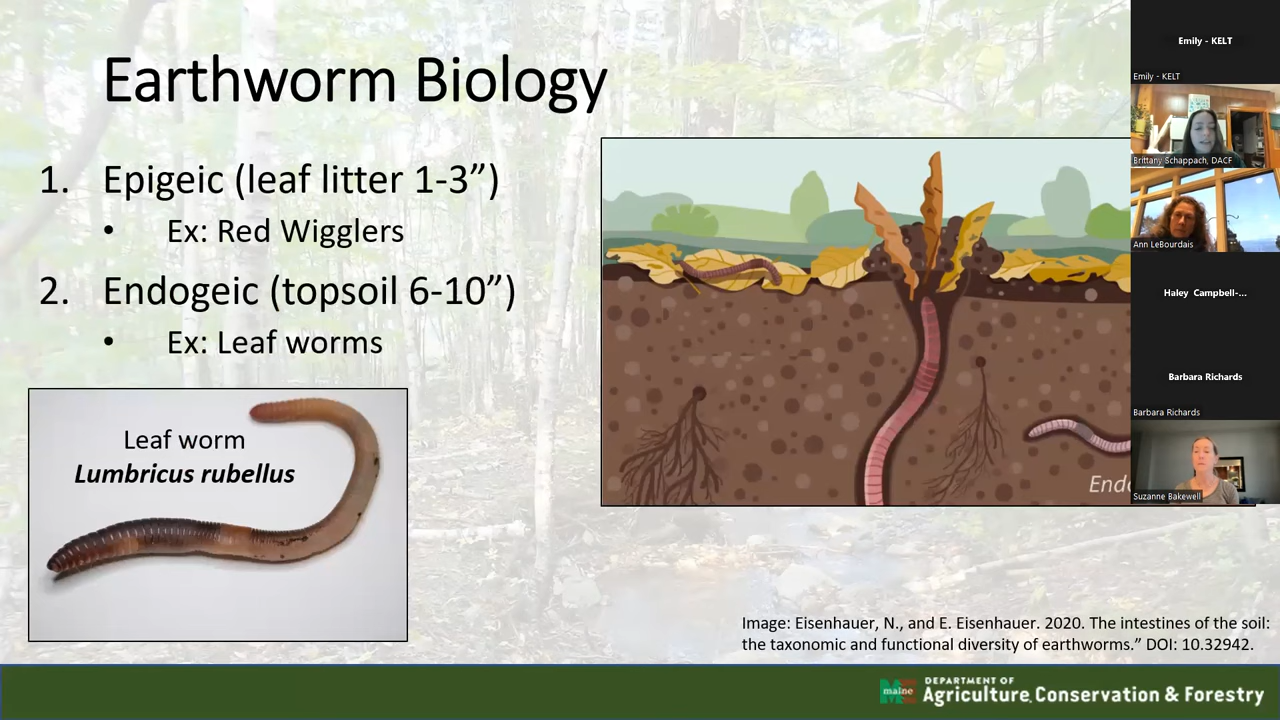 Earthworm Biology
1. Epigeic (leaf litter 1-3”)
• Ex: Red Wigglers
2. Endogeic (topsoil 6-10”)
• Ex: Leaf worms
Leaf worm
Lumbricus rubellus
Image: Eisenhauer, N., and E. Eisenhauer. 2020. The intestines of the soil:
the taxonomic and functional diversity of earthworms.” DOI: 10.32942.
maine
DEPARTMENT OF
Agriculture, Conservation & Forestry
Emily - KELT
Emily - KELT
Brittany Schappach, DACF
Ann LeBourdais
Haley Campbell-...
Barbara Richards
Barbara Richards
Suzanne Bakewell